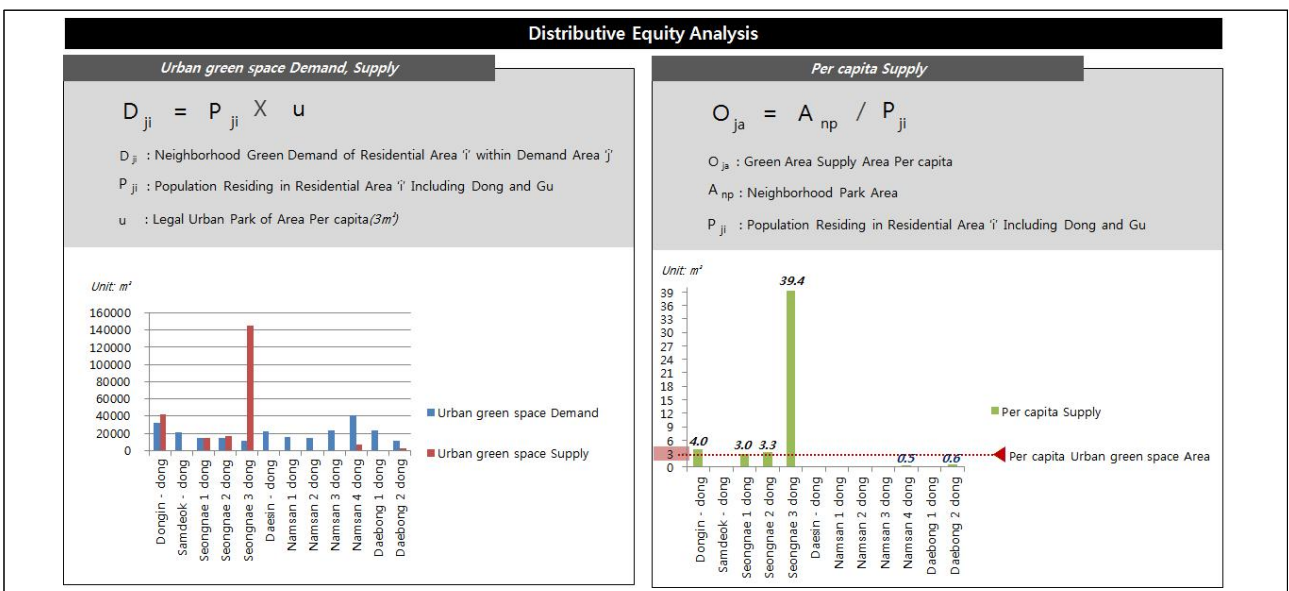 Distributive Equity Analysis
Urban green space Demand, Supply
D ji = P ji X u
D ji : Neighborhood Green Demand of Residential Area 'i' within Demand Area 'j'
P ji : Population Residing in Residential Area 'i' Including Dong and Gu
u : Legal Urban Park of Area Per capita(3m²)
Unit: m²
160000
140000
120000
100000
80000
60000
40000
20000
0
Dongin - dong
Samdeok - dong
Seongnae 1 dong
Seongnae 2 dong
Seongnae 3 dong
Daesin - dong
Namsan 1 dong
Namsan 2 dong
Namsan 3 dong
Namsan 4 dong
Daebong 1 dong
Daebong 2 dong
Urban green space Demand
Urban green space Supply
Per capita Supply
O ja = A np / P ji
O ja : Green Area Supply Area Per capita
A np : Neighborhood Park Area
P ji : Population Residing in Residential Area 'i' Including Dong and Gu
Unit: m²
39
36
33
30
27
24
21
18
15
12
9
6
3
0
4.0
3.0
3.3
39.4
0.5
0.6
Dongin - dong
Samdeok - dong
Seongnae 1 dong
Seongnae 2 dong
Seongnae 3 dong
Daesin - dong
Namsan 1 dong
Namsan 2 dong
Namsan 3 dong
Namsan 4 dong
Daebong 1 dong
Daebong 2 dong
Per capita Supply
Per capita Urban green space Area